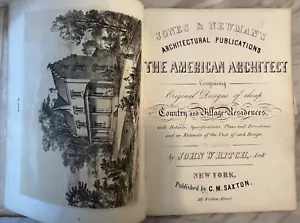 JONES & NEWMAN'S
ARCHITECTURAL PUBLICATIONS
THE AMERICAN ARCHITECT
Comprising
Original Designs of cheap
Country and Village Residences,
with Details, Specifications, Plans and Directions
and an Estimate of the Cost of each Design
by JOHN W. RITCH, Arch^t
NEW YORK,
Published by C. M. SAXTON,
Fulton Street